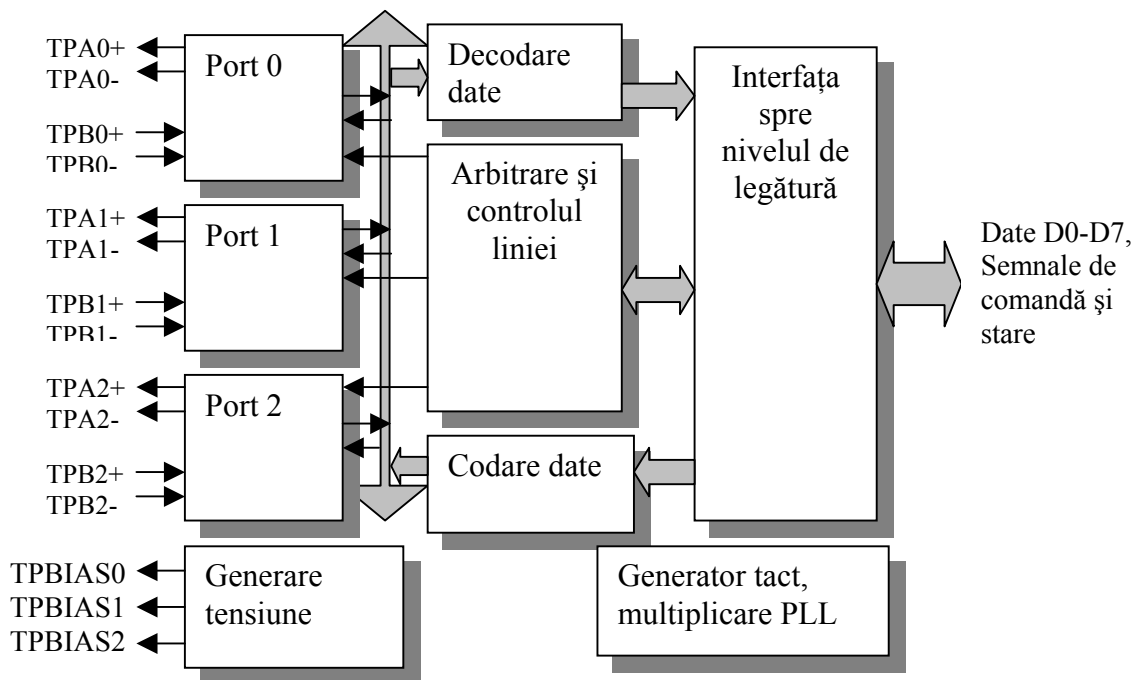 TPA0+
TPA0-
TPB0+
TPB0-
Port 0
TPA1+
TPA1-
TPB1+
TPB1-
Port 1
TPA2+
TPA2-
TPB2+
TPB2-
Port 2
TPBIAS0
TPBIAS1
TPBIAS2
Generare
tensiune
Decodare
date
Arbitrare şi
controlul
liniei
Codare date
Interfaţa
spre
nivelul de
legătură
Generator tact,
multiplicare PLL
Date D0-D7,
Semnale de
comandă şi
stare